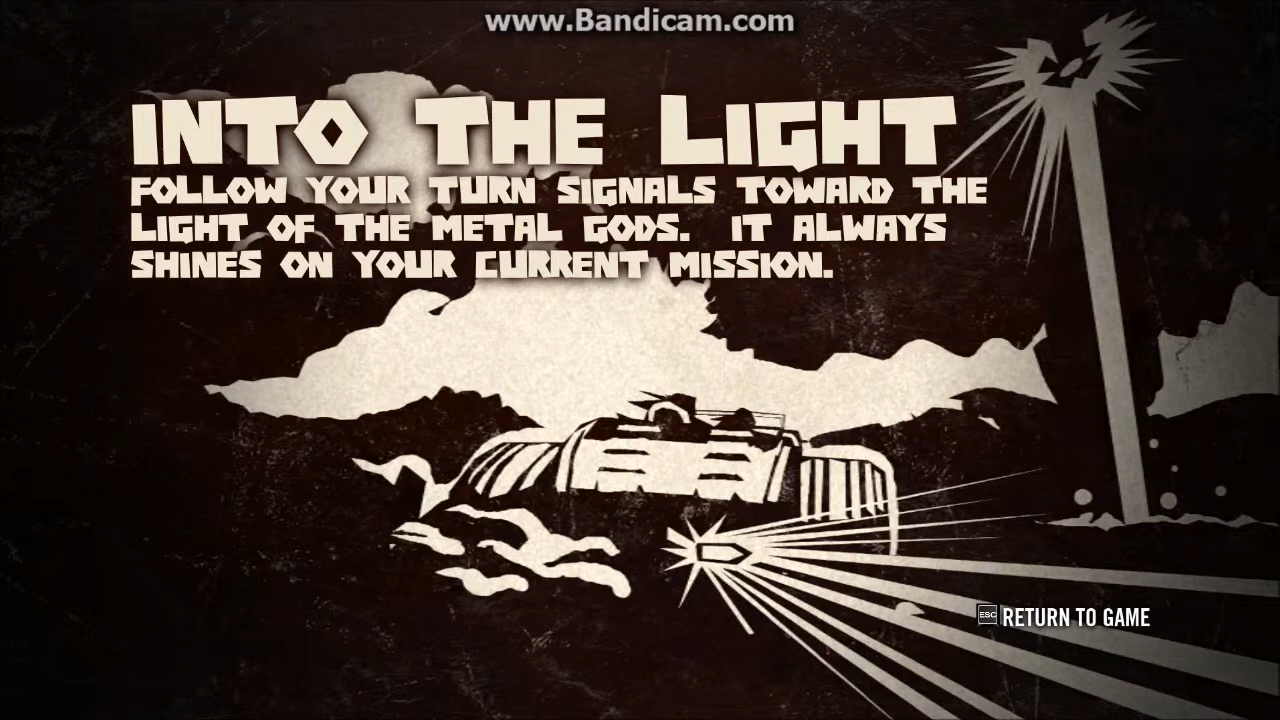 www.Bandicam.com
INTO THE LIGHT
FOLLOW YOUR TURN SIGNALS TOWARD THE
LIGHT OF THE METAL GODS. IT ALWAYS
SHINES ON YOUR CURRENT MISSION.
ESC RETURN TO GAME